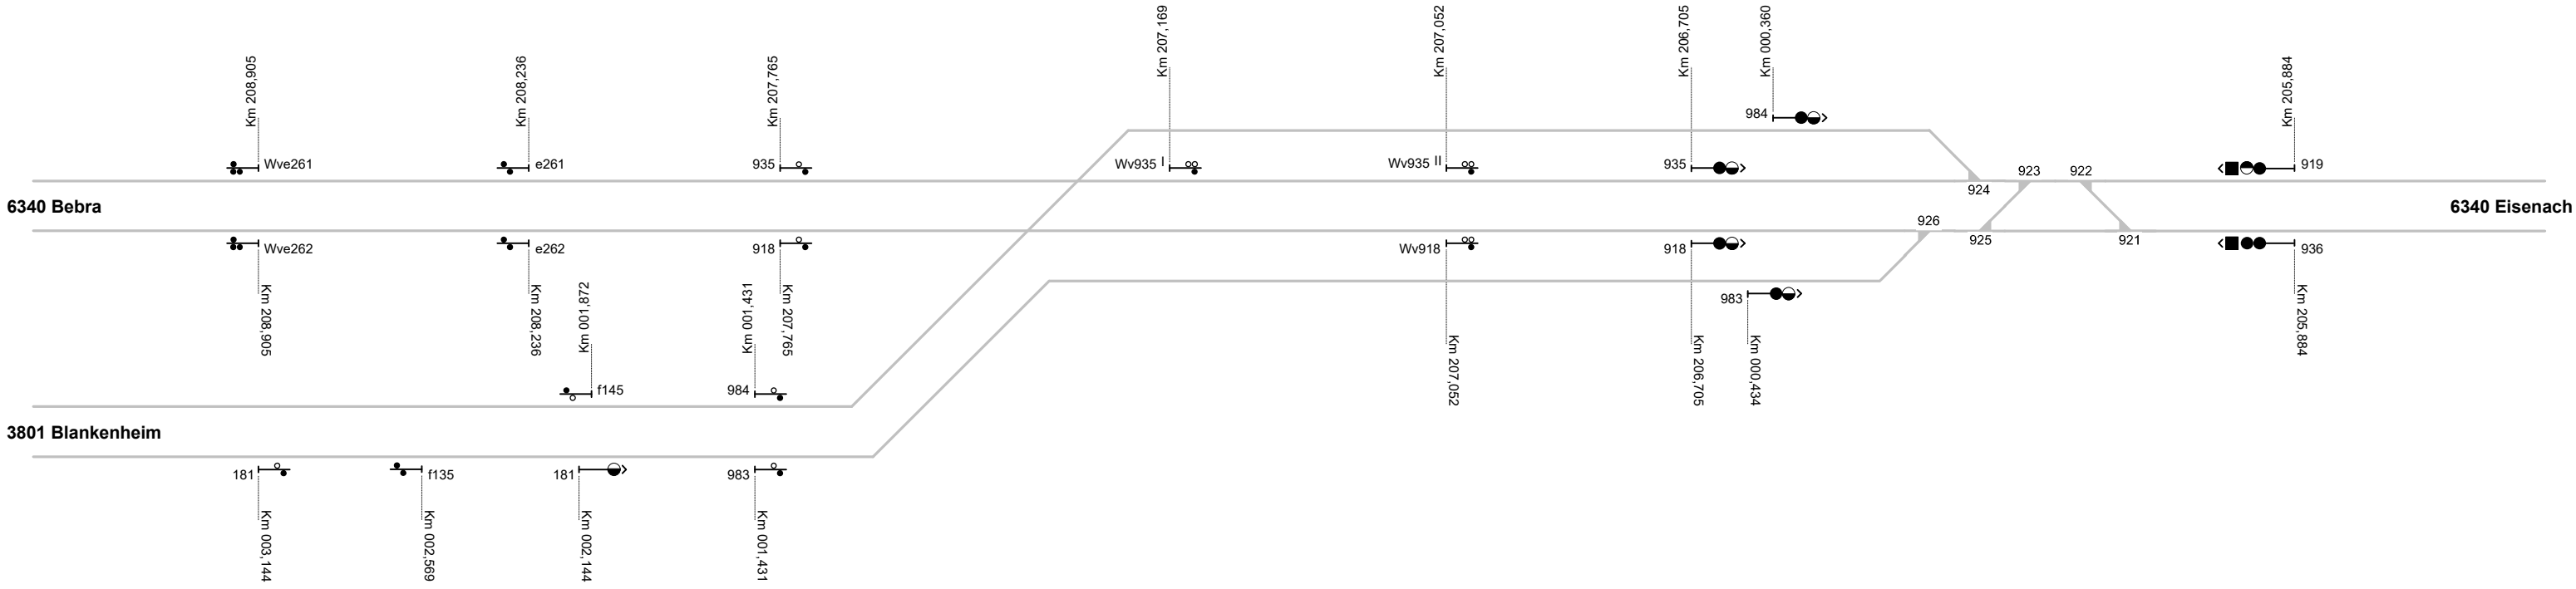 Km 208,905
Km 208,236
Km 207,765
Km 207,169
Km 207,052
Km 206,705
Km 000,360
Km 205,884
984
Wve261
e261
935
Wv935 I
Wv935 II
935
924
923
922
919
6340 Bebra
6340 Eisenach
Wve262
e262
918
Wv918
918
926
925
921
936
Km 208,905
Km 208,236
Km 001,872
Km 001,431
Km 207,765
983
Km 207,052
Km 206,705
Km 000,434
Km 205,884
f145
984
3801 Blankenheim
181
f135
181
983
Km 003,144
Km 002,569
Km 002,144
Km 001,431